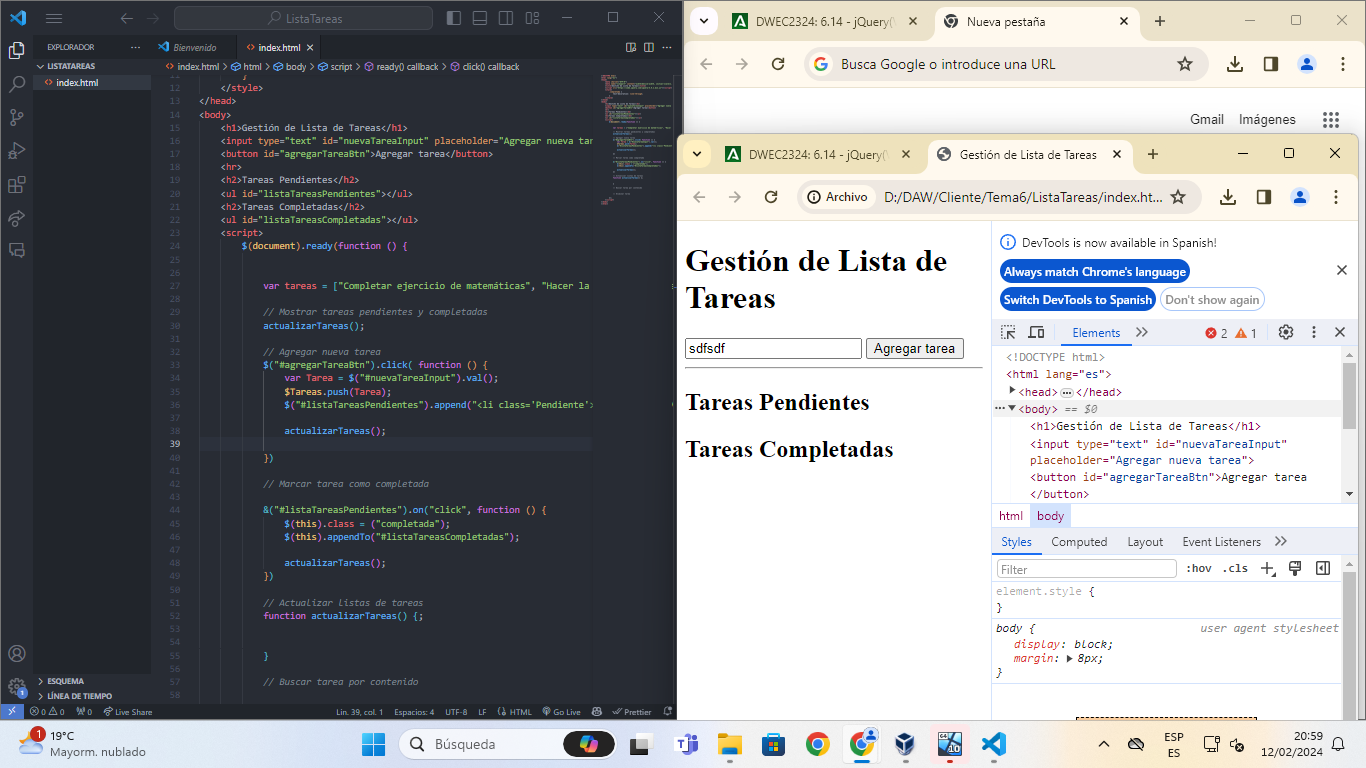 ListaTareas
EXPLORADOR
LISTATAREAS
index.html
ESQUEMA
LÍNEA DE TIEMPO
Bienvenido
index.html
index.html > html > body > script > ready() callback > click() callback
11 }
12 </style>
13 </head>
14 <body>
15 <h1>Gestión de Lista de Tareas</h1>
16 <input type="text" id="nuevaTareaInput" placeholder="Agregar nueva tar
17 <button id="agregarTareaBtn">Agregar tarea</button>
18 <hr>
19 <h2>Tareas Pendientes</h2>
20 <ul id="listaTareasPendientes"></ul>
21 <h2>Tareas Completadas</h2>
22 <ul id="listaTareasCompletadas"></ul>
23 <script>
24 $(document).ready(function () {
25
26
27 var tareas = ["Completar ejercicio de matemáticas", "Hacer la
28
29 // Mostrar tareas pendientes y completadas
30 actualizarTareas();
31
32 // Agregar nueva tarea
33 $("#agregarTareaBtn").click( function () {
34 var Tarea = $("#nuevaTareaInput").val();
35 $Tareas.push(Tarea);
36 $("#listaTareasPendientes").append("<li class='Pendiente'>
37
38 actualizarTareas();
39
40 })
41
42 // Marcar tarea como completada
43
44 &("#listaTareasPendientes").on("click", function () {
45 $(this).class = ("completada");
46 $(this).appendTo("#listaTareasCompletadas");
47
48 actualizarTareas();
49 })
50
51 // Actualizar listas de tareas
52 function actualizarTareas() {;
53
54
55 }
56
57 // Buscar tarea por contenido
58
1
0 0 0 Live Share
Lín. 39, col. 1 Espacios: 4 UTF-8 LF HTML Go Live Prettier
DWEC2324: 6.14 - jQuery(
Nueva pestaña
Busca Google o introduce una URL
Gmail Imágenes
DWEC2324: 6.14 - jQuery(
Gestión de Lista de Tareas
Archivo D:/DAW/Cliente/Tema6/ListaTareas/index.ht...
Gestión de Lista de
Tareas
sdfsdf Agregar tarea
Tareas Pendientes
Tareas Completadas
DevTools is now available in Spanish!
Always match Chrome's language
Switch DevTools to Spanish Don't show again
Elements 2 1
<!DOCTYPE html>
<html lang="es">
<head> ... </head>
... <body> == $0
<h1>Gestión de Lista de Tareas</h1>
<input type="text" id="nuevaTareaInput"
placeholder="Agregar nueva tarea">
<button id="agregarTareaBtn">Agregar tarea
</button>
html body
Styles Computed Layout Event Listeners
Filter :hov .cls
element.style {
}
body { user agent stylesheet
display: block;
margin: 8px;
}
1
19°C
Mayorm. nublado
Búsqueda
ESP
ES
20:59
12/02/2024